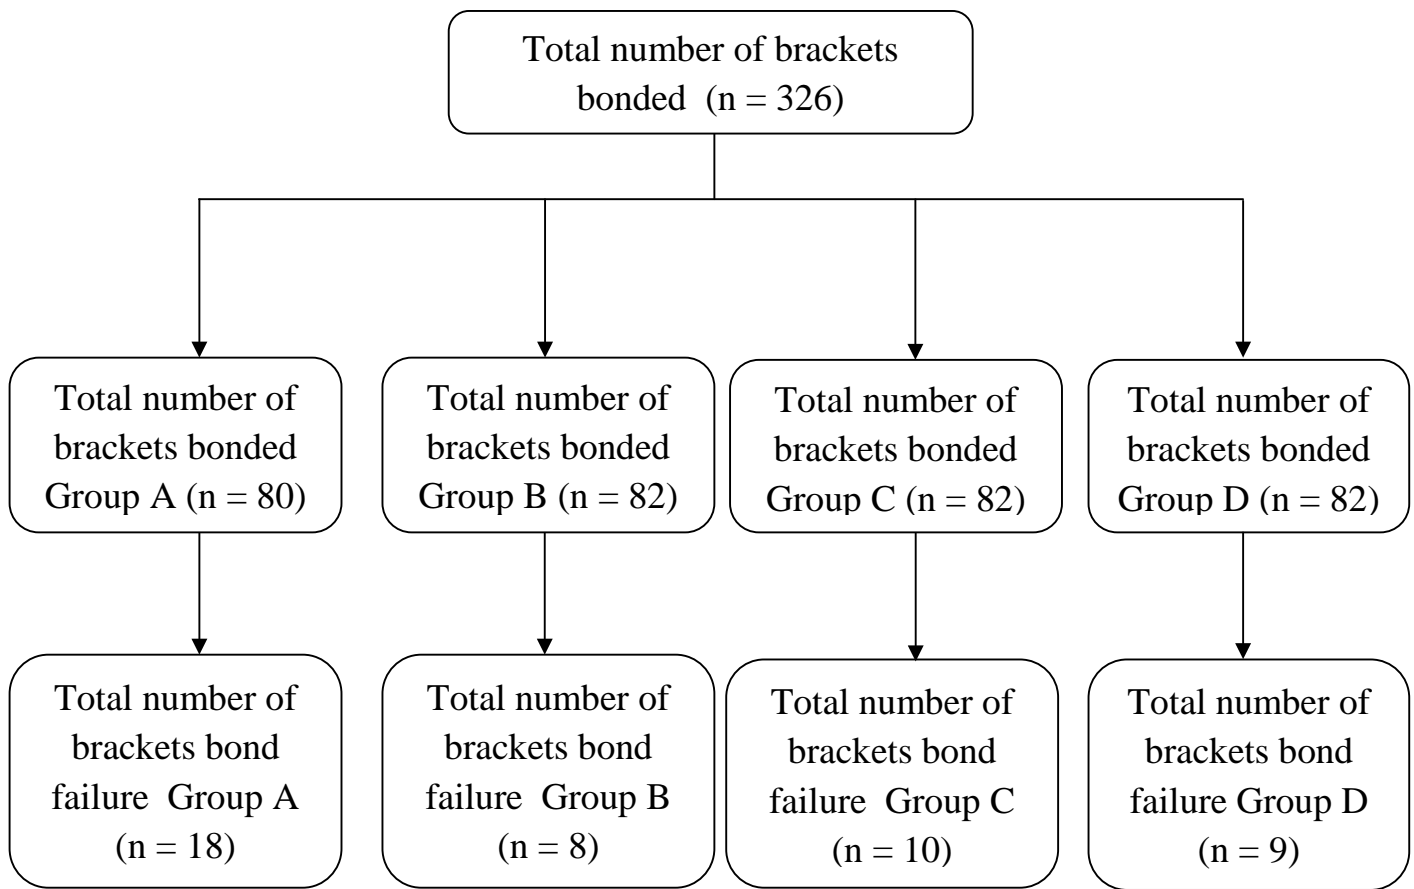 Total number of brackets
bonded  (n = 326)
Total number of
brackets bonded
Group A (n = 80)
Total number of
brackets bonded
Group B (n = 82)
Total number of
brackets bonded
Group C (n = 82)
Total number of
brackets bonded
Group D (n = 82)
Total number of
brackets bond
failure  Group A
(n = 18)
Total number of
brackets bond
failure  Group B
(n = 8)
Total number of
brackets bond
failure  Group C
(n = 10)
Total number of
brackets bond
failure Group D
(n = 9)